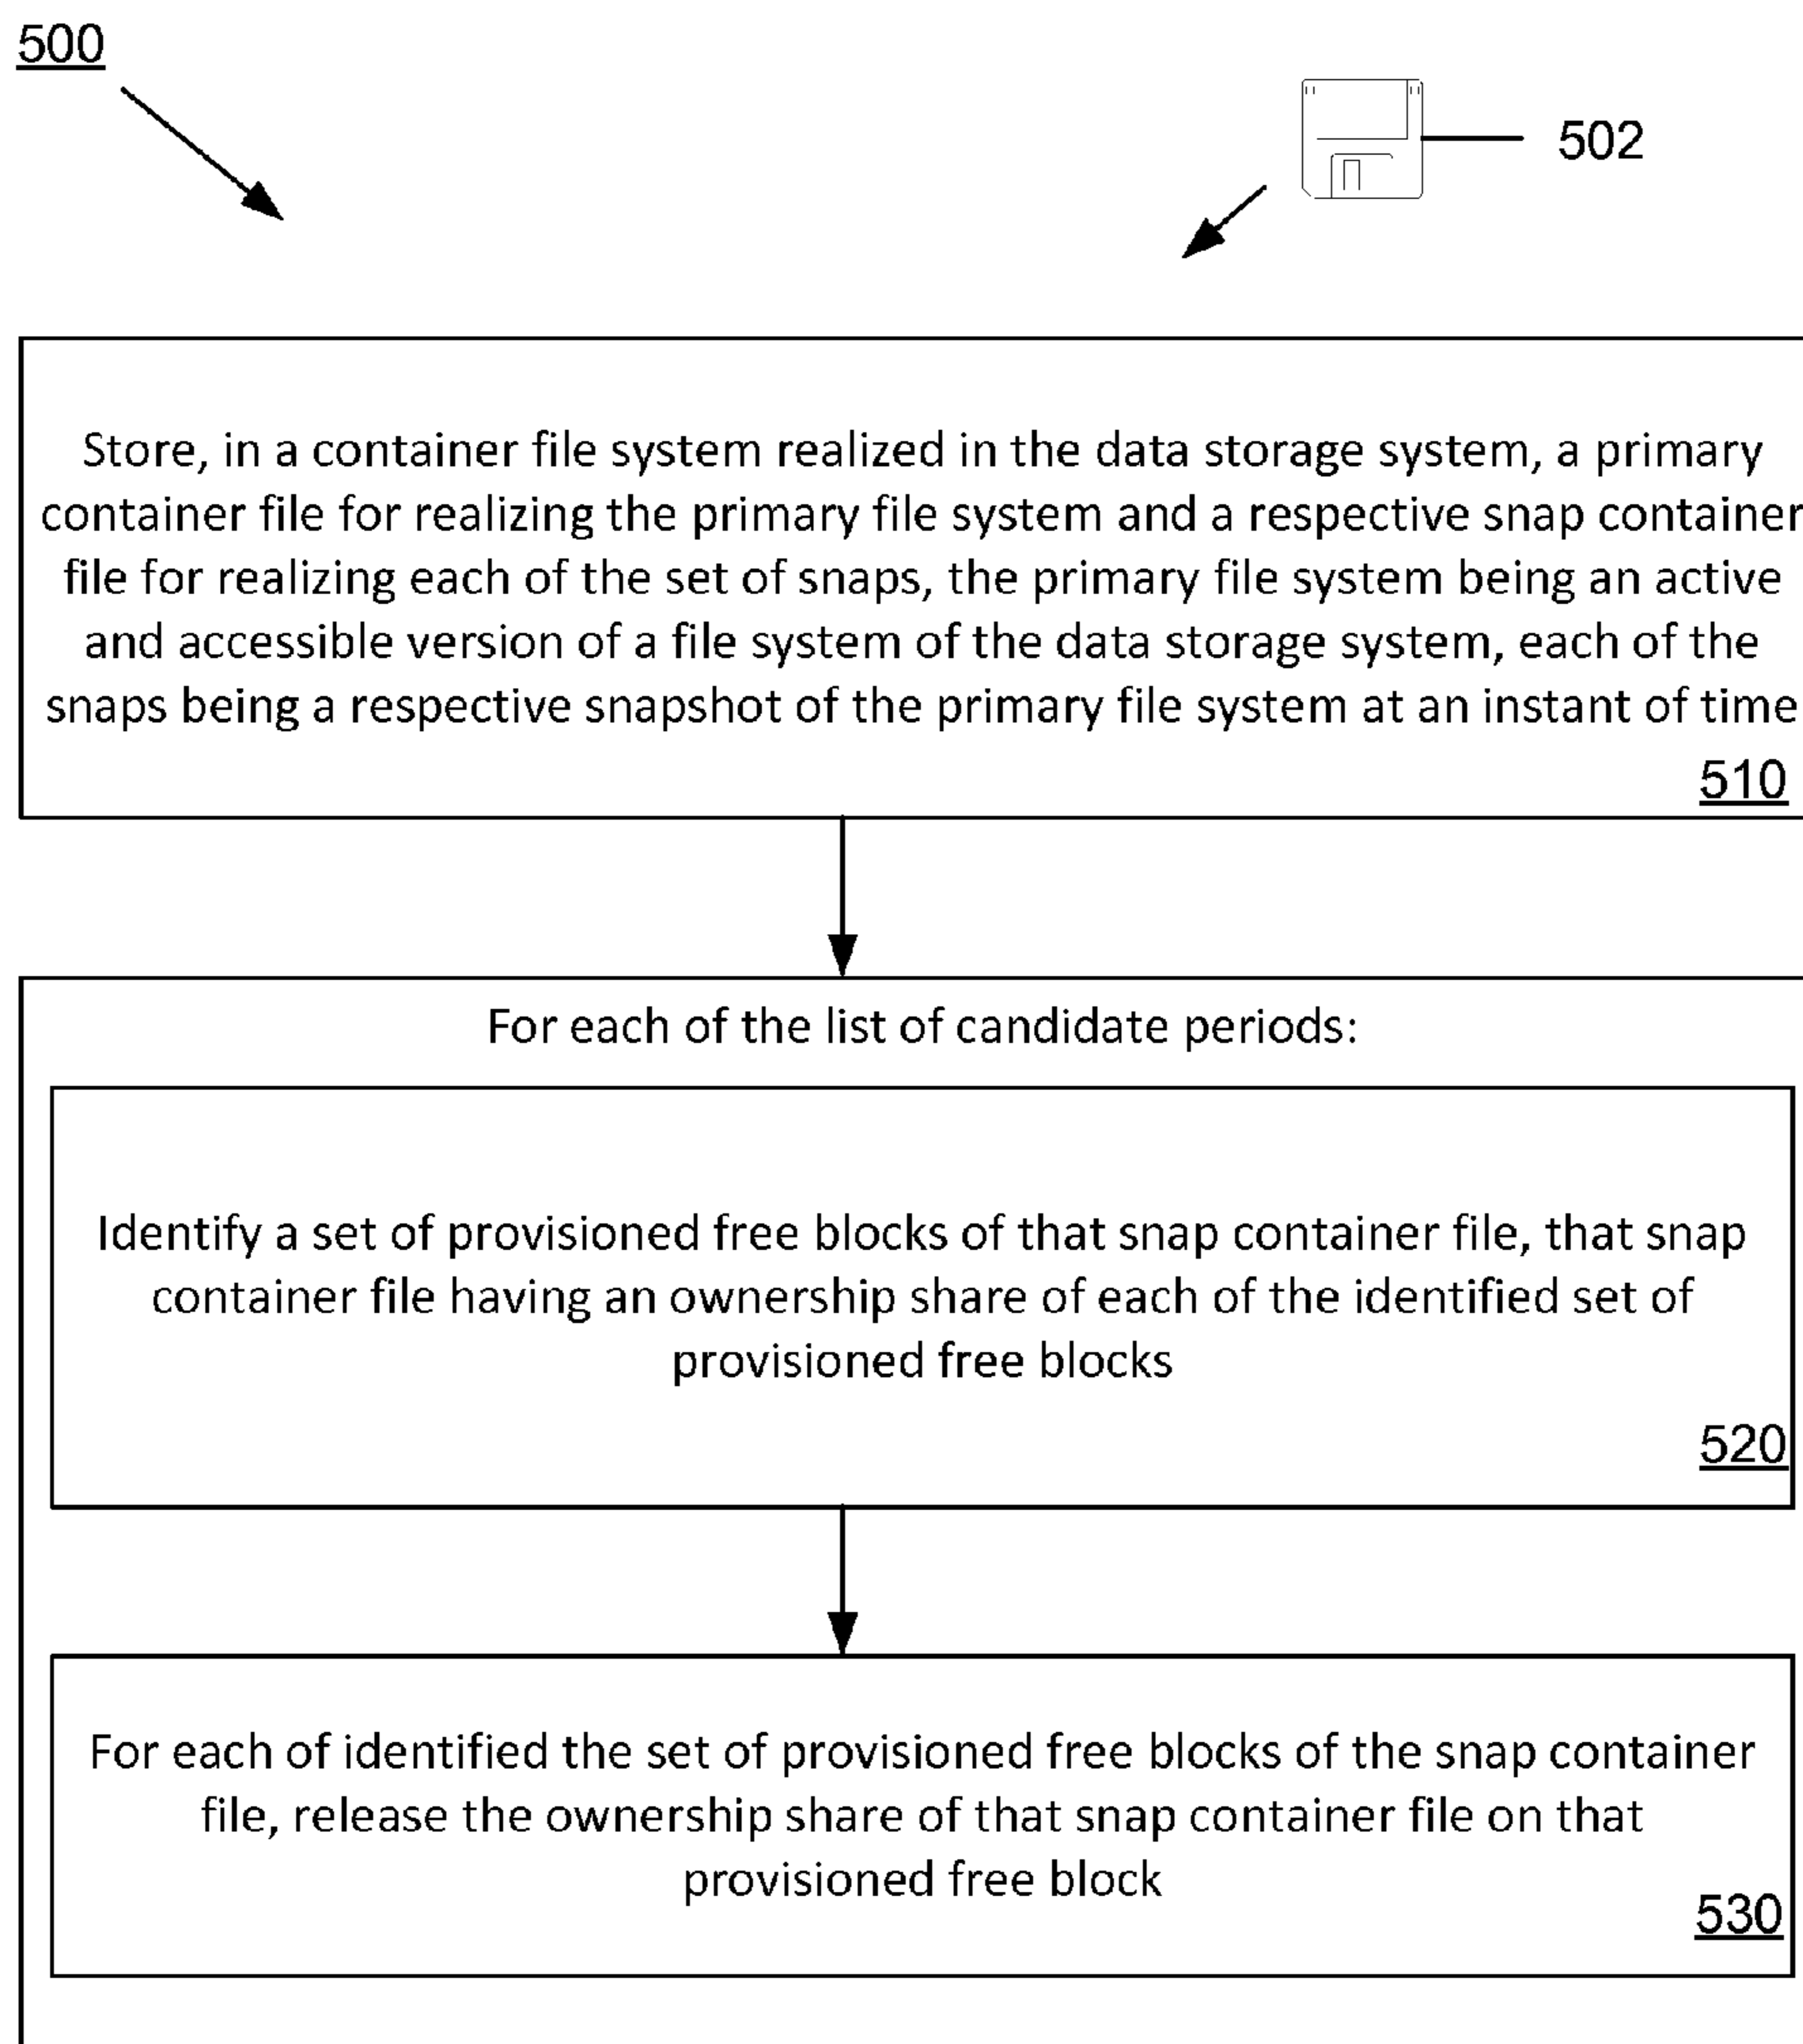 500
502
Store, in a container file system realized in the data storage system, a primary
container file for realizing the primary file system and a respective snap container
file for realizing each of the set of snaps, the primary file system being an active
and accessible version of a file system of the data storage system, each of the
snaps being a respective snapshot of the primary file system at an instant of time
510
For each of the list of candidate periods:
Identify a set of provisioned free blocks of that snap container file, that snap
container file having an ownership share of each of the identified set of
provisioned free blocks
520
For each of identified the set of provisioned free blocks of the snap container
file, release the ownership share of that snap container file on that
provisioned free block
530